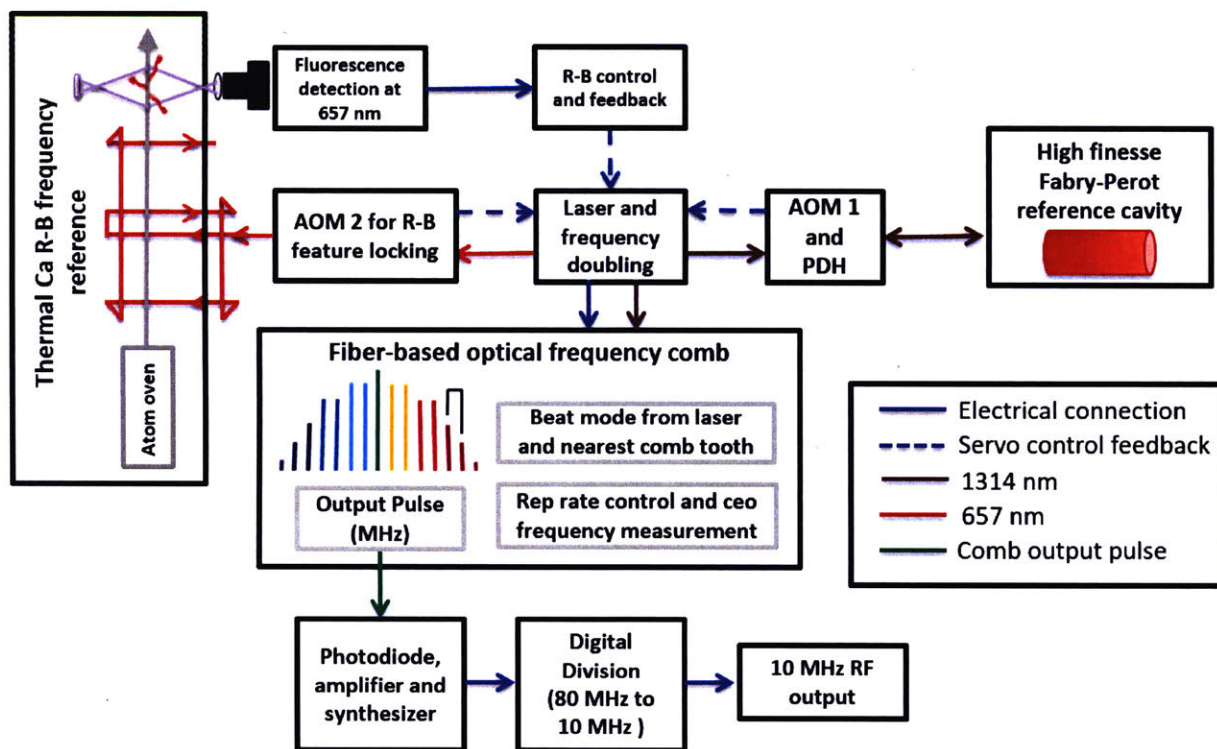 Thermal Ca R-B frequency
reference
Atom oven
Fluorescence
detection at
657 nm
R-B control
and feedback
AOM 2 for R-B
feature locking
Laser and
frequency
doubling
AOM 1
and
PDH
High finesse
Fabry-Perot
reference cavity
Fiber-based optical frequency comb
Beat mode from laser
and nearest comb tooth
Output Pulse
(MHz)
Rep rate control and ceo
frequency measurement
Electrical connection
Servo control feedback
1314 nm
657 nm
Comb output pulse
Photodiode,
amplifier and
synthesizer
Digital
Division
(80 MHz to
10 MHz )
10 MHz RF
output